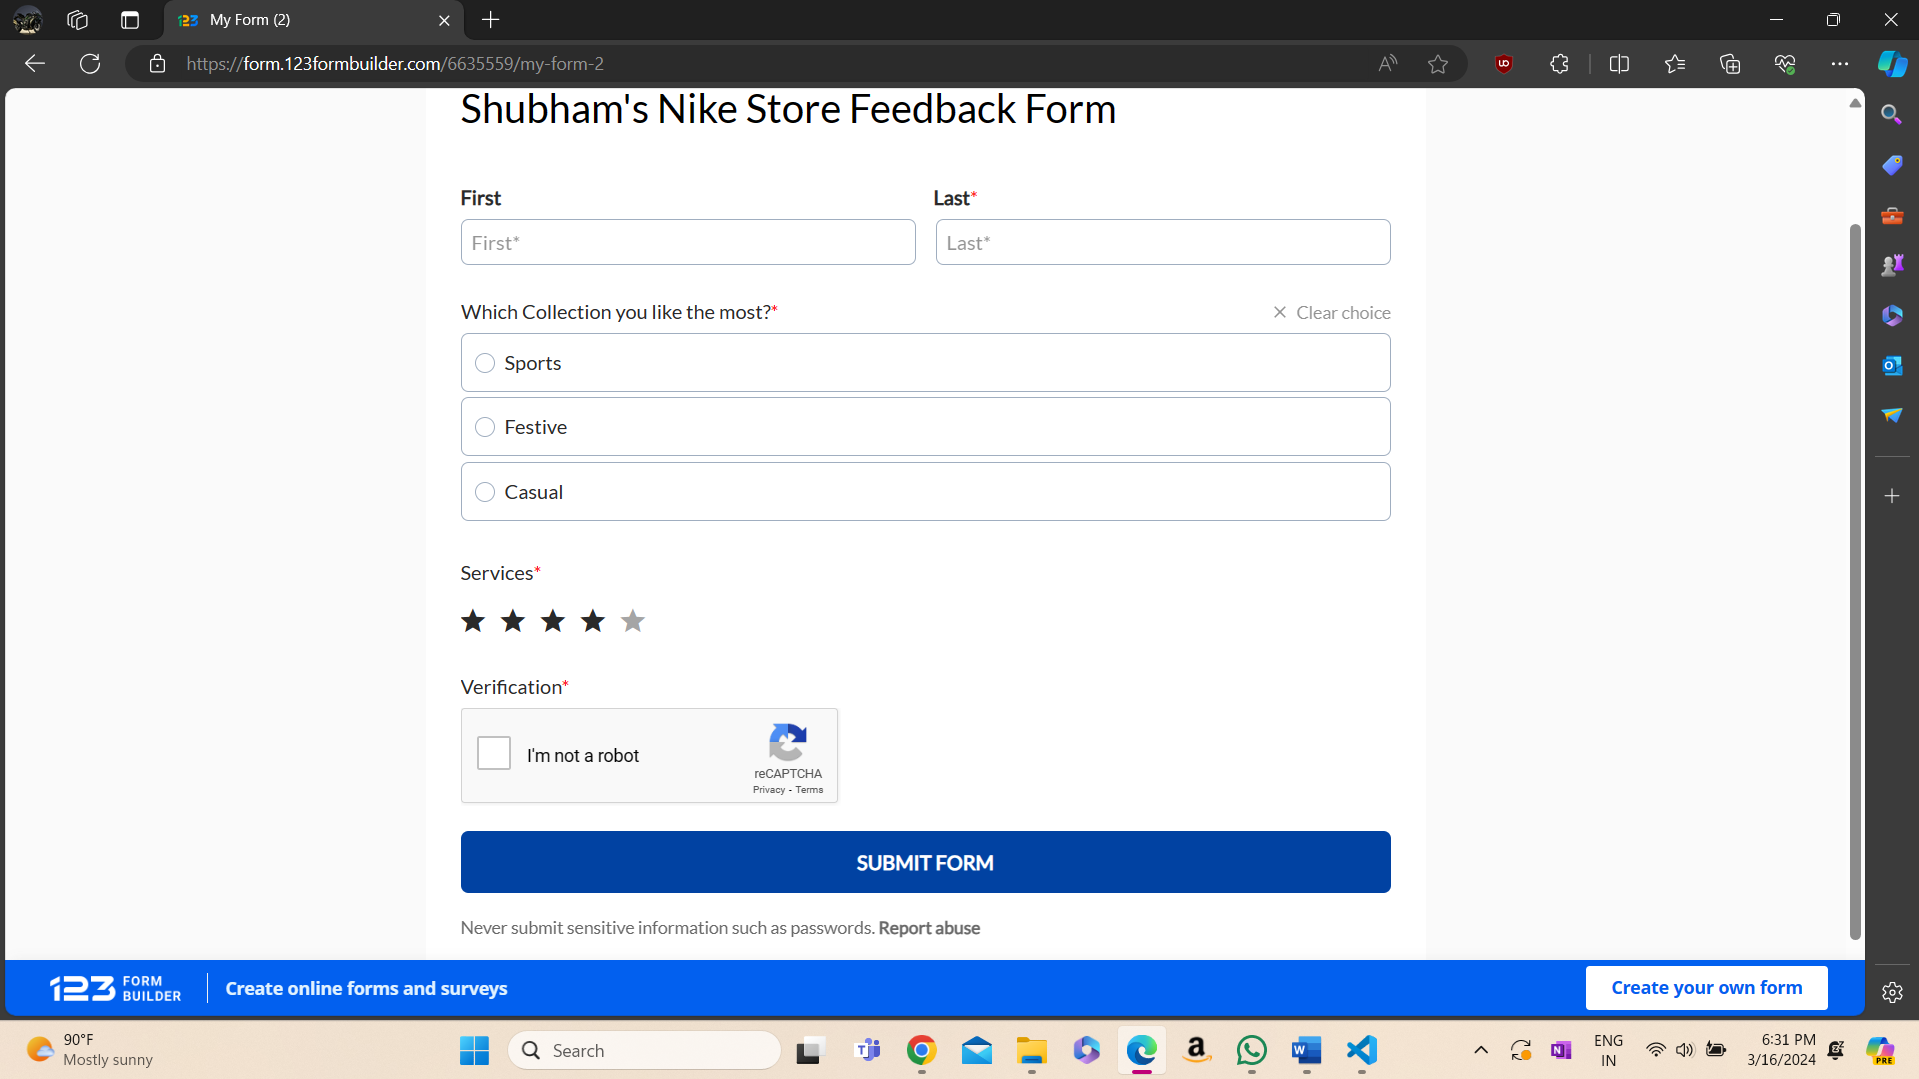 My Form (2)
https://form.123formbuilder.com/6635559/my-form-2
Shubham's Nike Store Feedback Form
First
Last*
First*
Last*
Which Collection you like the most?*
Clear choice
Sports
Festive
Casual
Services*
Verification*
I'm not a robot
reCAPTCHA
Privacy - Terms
SUBMIT FORM
Never submit sensitive information such as passwords. Report abuse
123 FORM BUILDER
Create online forms and surveys
Create your own form
90°F
Mostly sunny
Search
ENG
IN
6:31 PM
3/16/2024
PRE